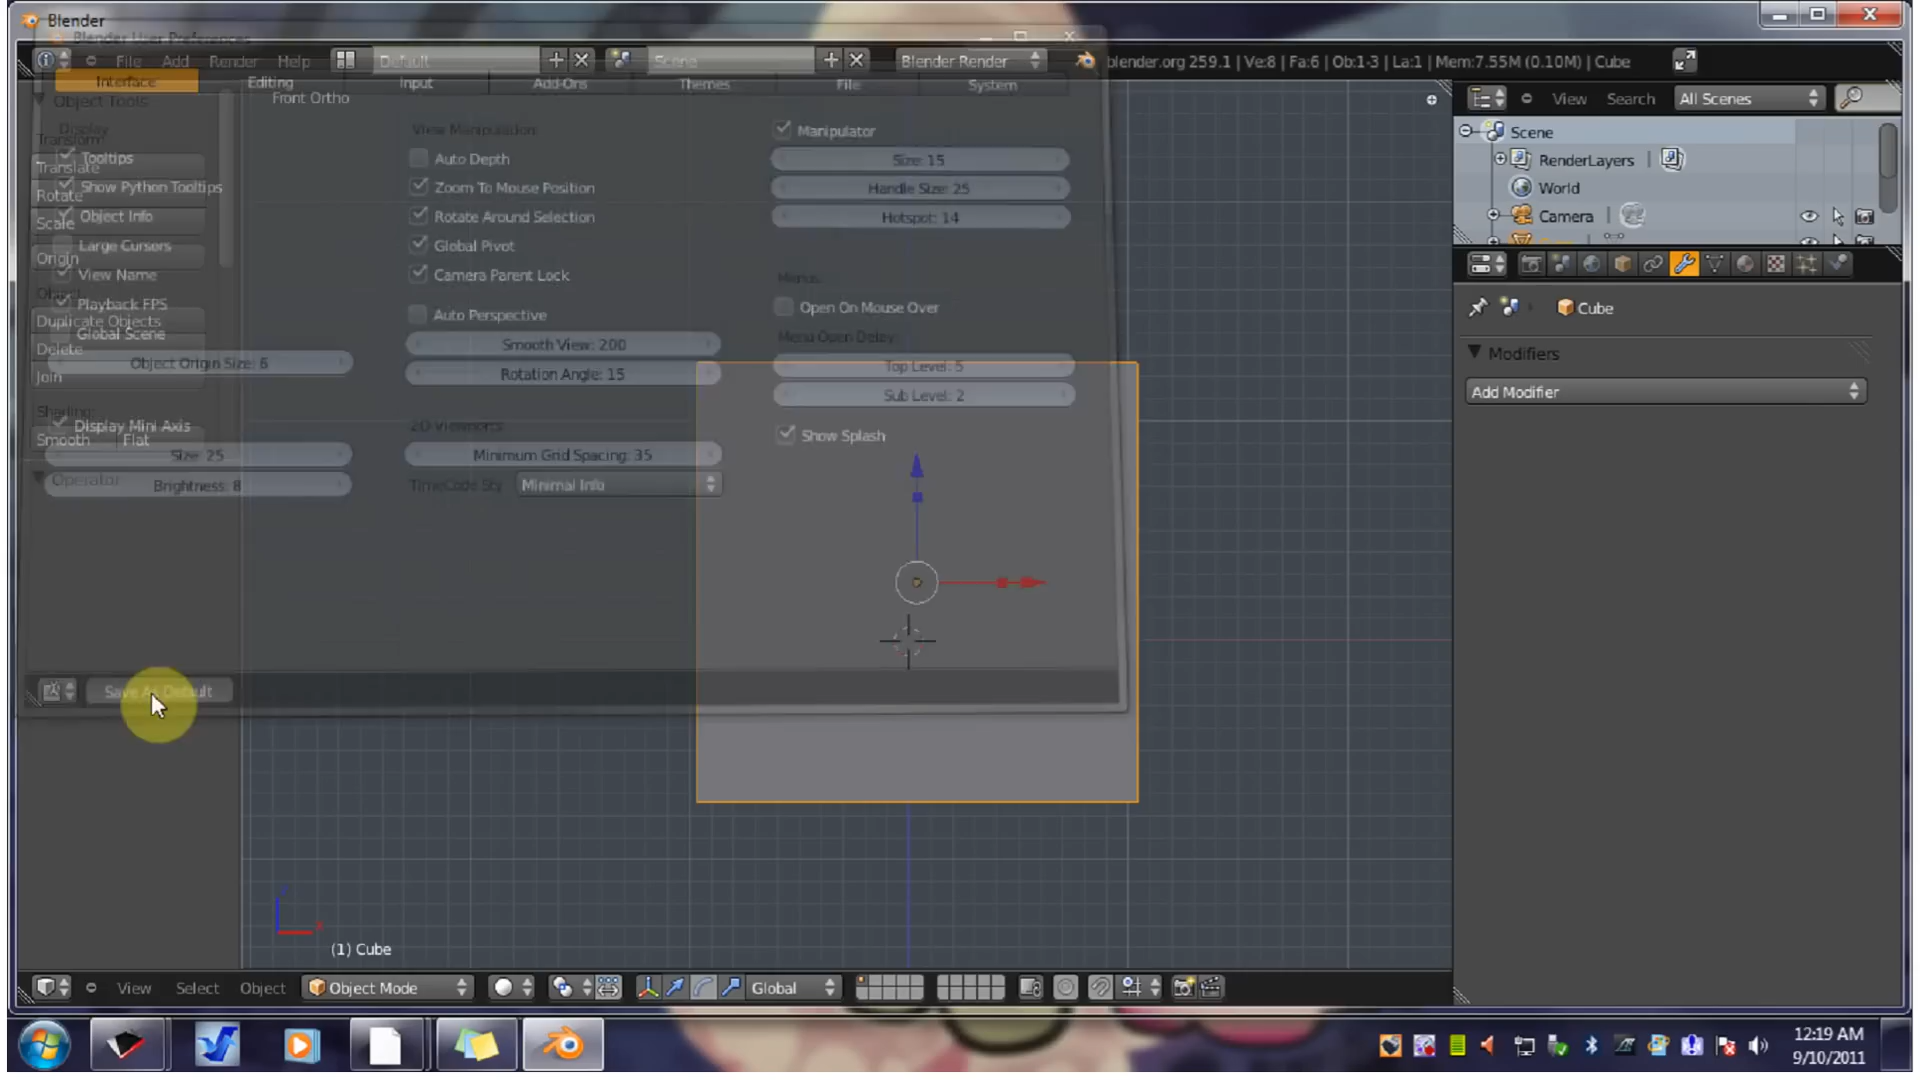 Blender
Blender User Preferences
File Add Render Help Default Scene Blender Render blender.org 259.1 | Ve:8 | Fa:6 | Ob:1-3 | La:1 | Mem:7.55M (0.10M) | Cube
Interface Editing Input Add-Ons Themes File System
Front Ortho
View Search All Scenes
Object Tools
Display
Transform:
Tooltips
Translate
Show Python Tooltips
Rotate
Object Info
Scale
Large Cursors
Origin
View Name
Object:
Playback FPS
Duplicate Objects
Global Scene
Delete
Object Origin Size: 6
Join
Shading:
Display Mini Axis
Smooth Flat
Size: 25
Operator
Brightness: 8
Save As Default
View Manipulation:
Auto Depth
Zoom To Mouse Position
Rotate Around Selection
Global Pivot
Camera Parent Lock
Auto Perspective
Smooth View: 200
Rotation Angle: 15
2D Viewports:
Minimum Grid Spacing: 35
TimeCode Sty Minimal Info
Manipulator
Size: 15
Handle Size: 25
Hotspot: 14
Menus:
Open On Mouse Over
Menu Open Delay:
Top Level: 5
Sub Level: 2
Show Splash
Scene
RenderLayers
World
Camera
Cube
Modifiers
Add Modifier
(1) Cube
View Select Object Object Mode Global
12:19 AM
9/10/2011